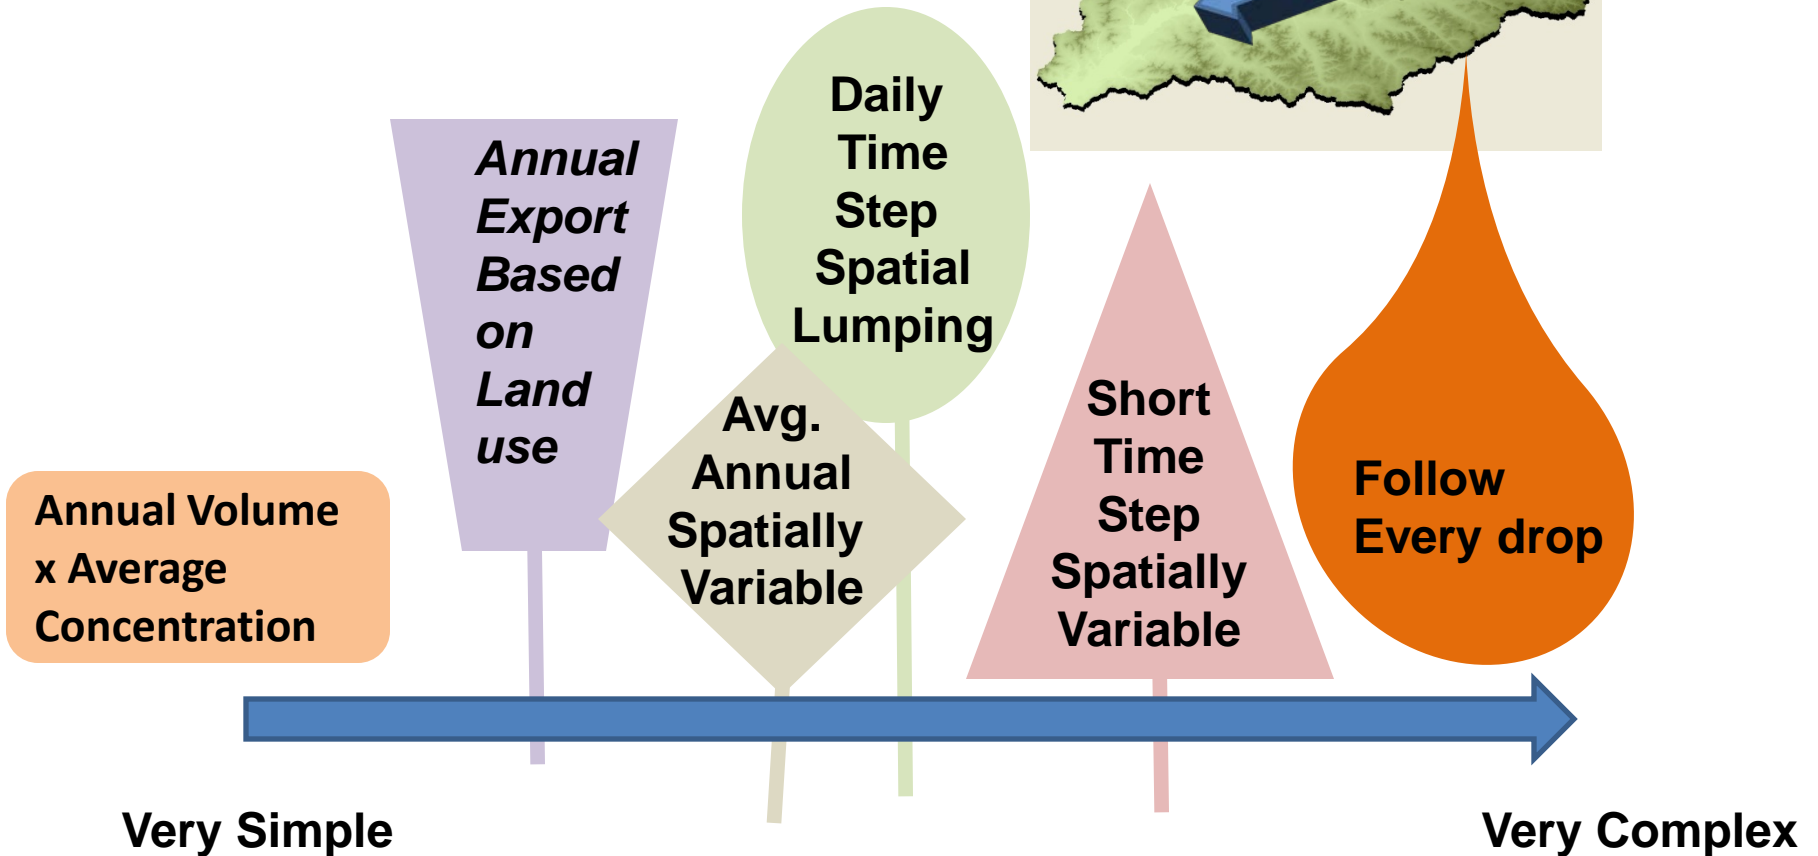 Annual Volume
x Average
Concentration
Annual
Export
Based
on
Land
use
Avg.
Annual
Spatially
Variable
Daily
Time
Step
Spatial
Lumping
Short
Time
Step
Spatially
Variable
Follow
Every drop
Very Simple
Very Complex